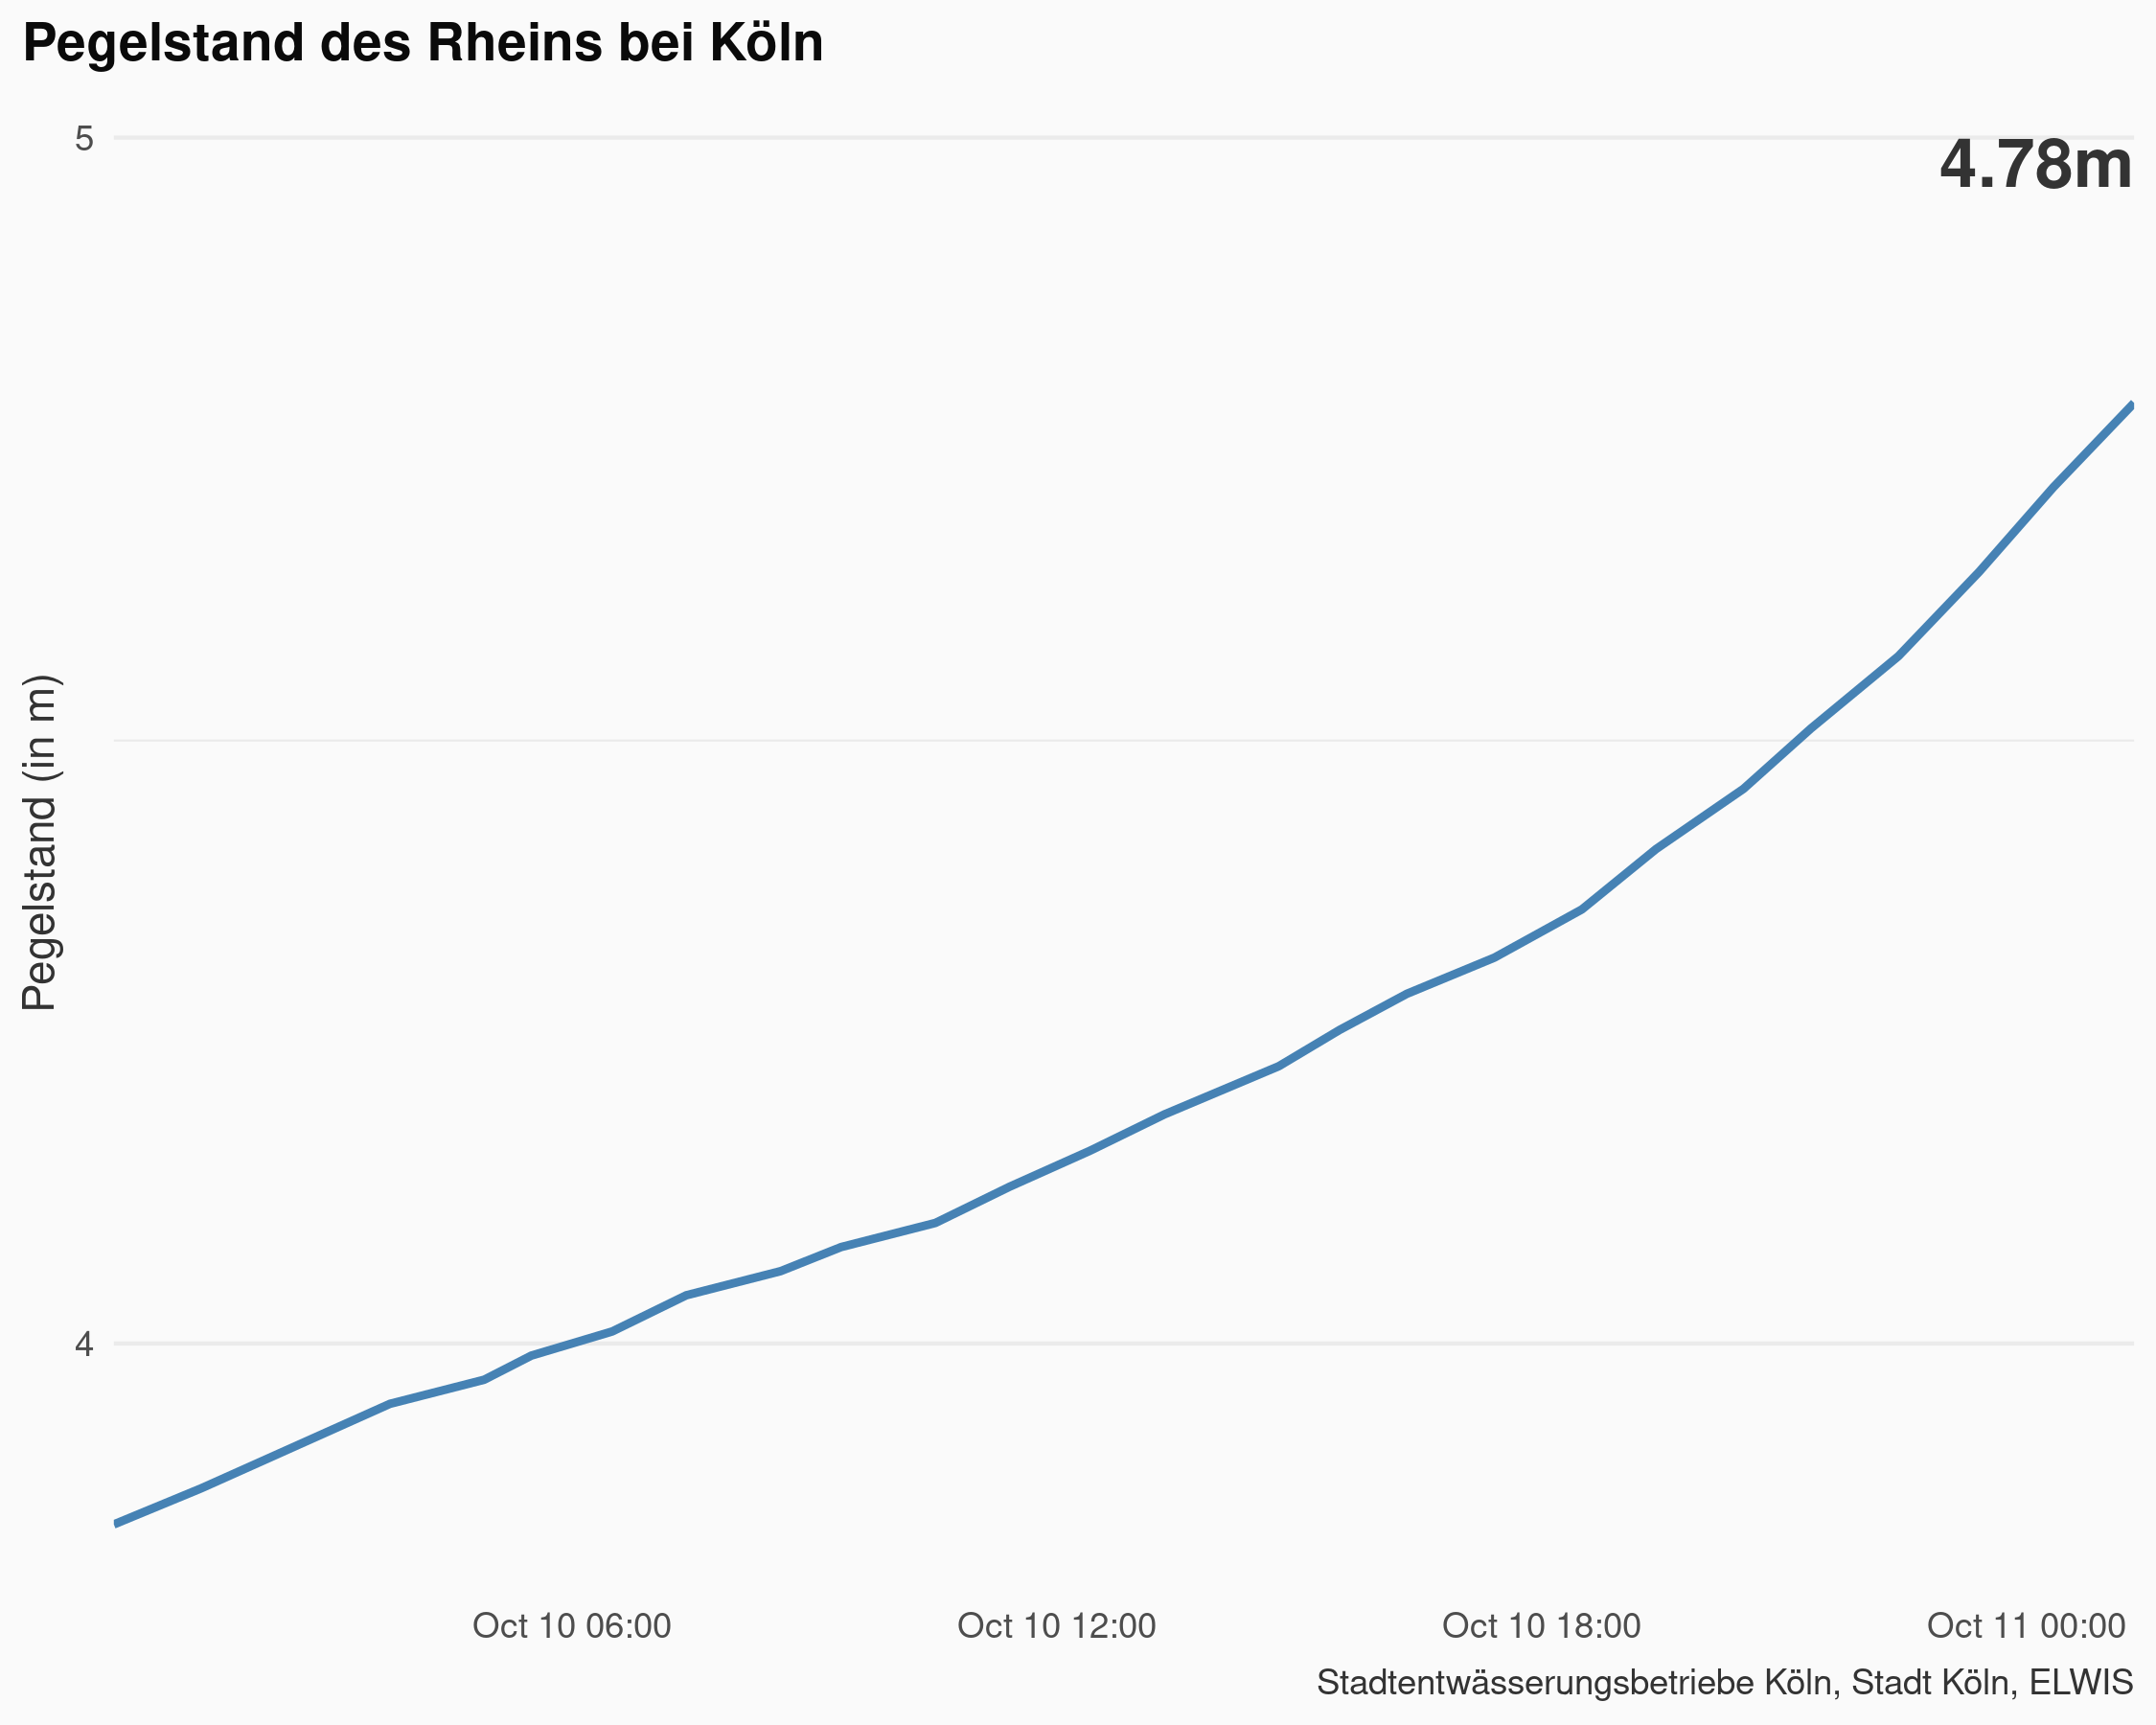 Pegelstand des Rheins bei Köln
5
4.78m
Pegelstand (in m)
4
Oct 10 06:00
Oct 10 12:00
Oct 10 18:00
Oct 11 00:00
Stadtentwässerungsbetriebe Köln, Stadt Köln, ELWIS